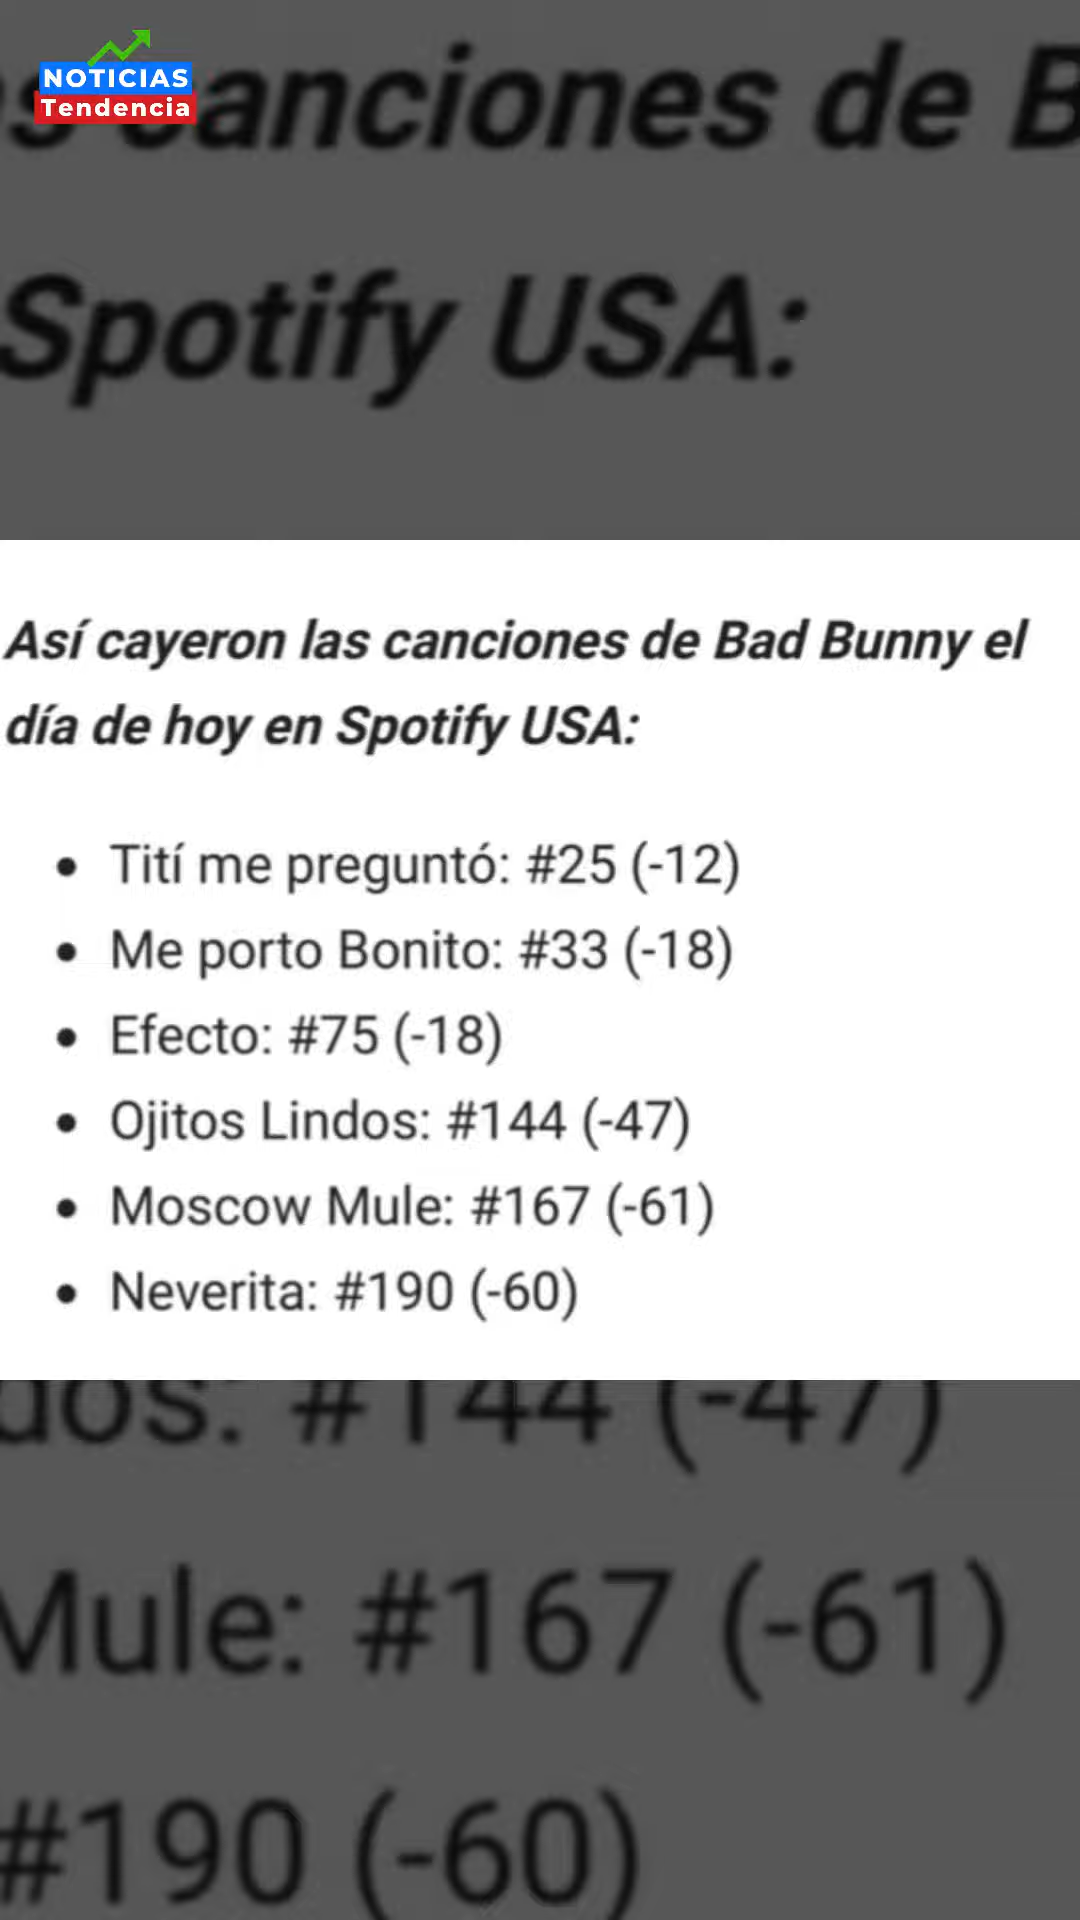 NOTICIAS
Tendencia
s canciones de B
Spotify USA:
Así cayeron las canciones de Bad Bunny el
día de hoy en Spotify USA:
• Tití me preguntó: #25 (-12)
• Me porto Bonito: #33 (-18)
• Efecto: #75 (-18)
• Ojitos Lindos: #144 (-47)
• Moscow Mule: #167 (-61)
• Neverita: #190 (-60)
dos: #144 (-47)
Mule: #167 (-61)
#190 (-60)